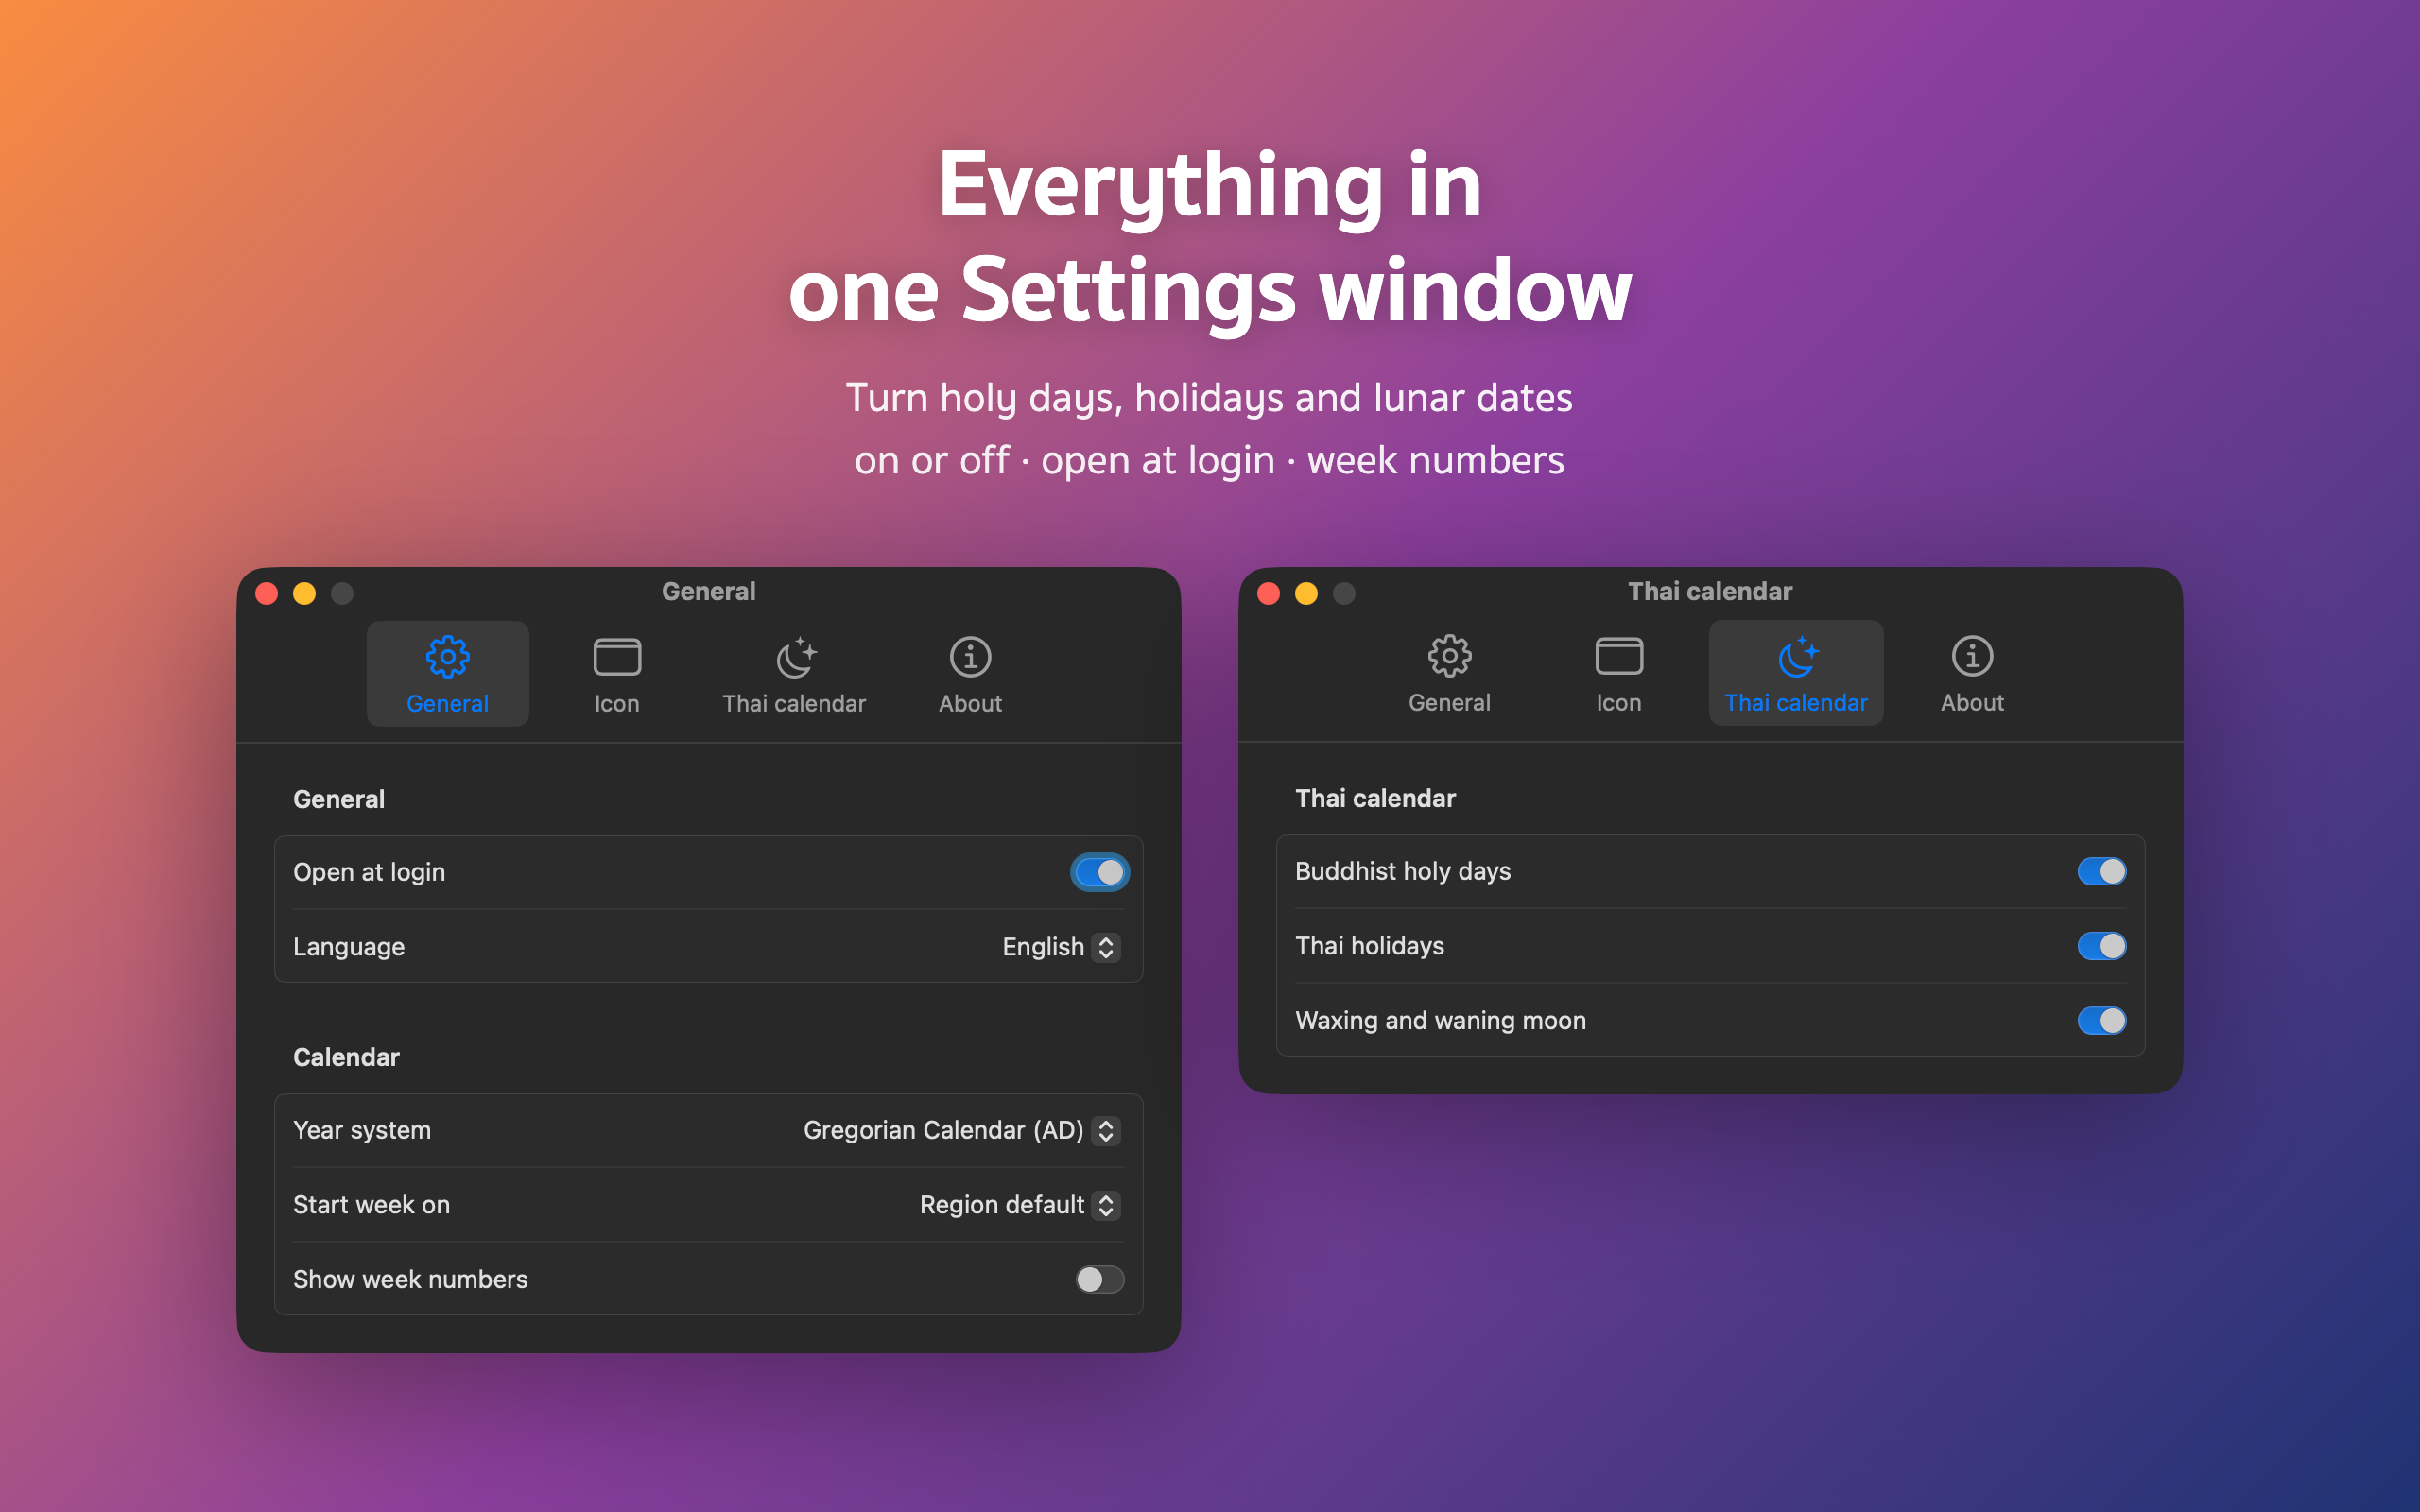 Everything in
one Settings window
Turn holy days, holidays and lunar dates
on or off · open at login · week numbers
General
General
Icon
Thai calendar
About
General
Open at login
Language
English
Calendar
Year system
Gregorian Calendar (AD)
Start week on
Region default
Show week numbers
Thai calendar
General
Icon
Thai calendar
About
Thai calendar
Buddhist holy days
Thai holidays
Waxing and waning moon